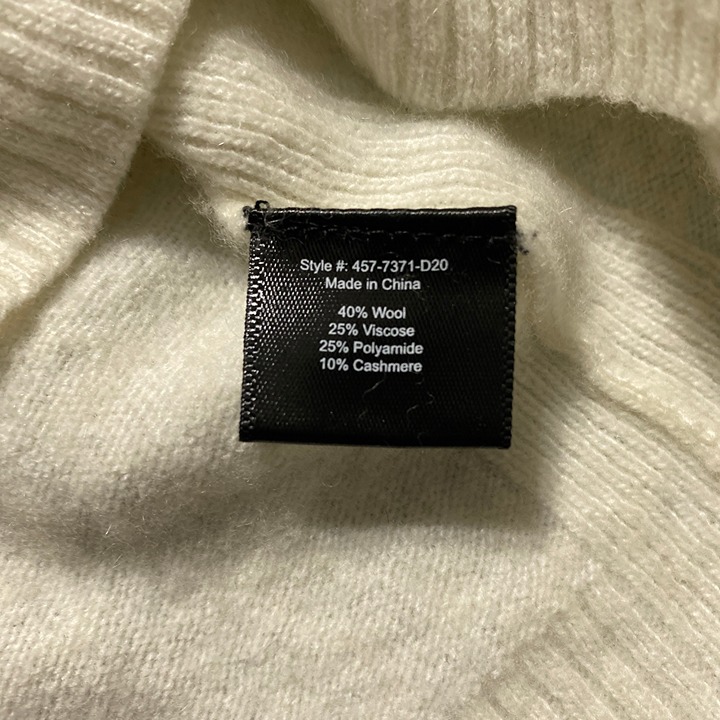 Style #: 457-7371-D20
Made in China
40% Wool
25% Viscose
25% Polyamide
10% Cashmere